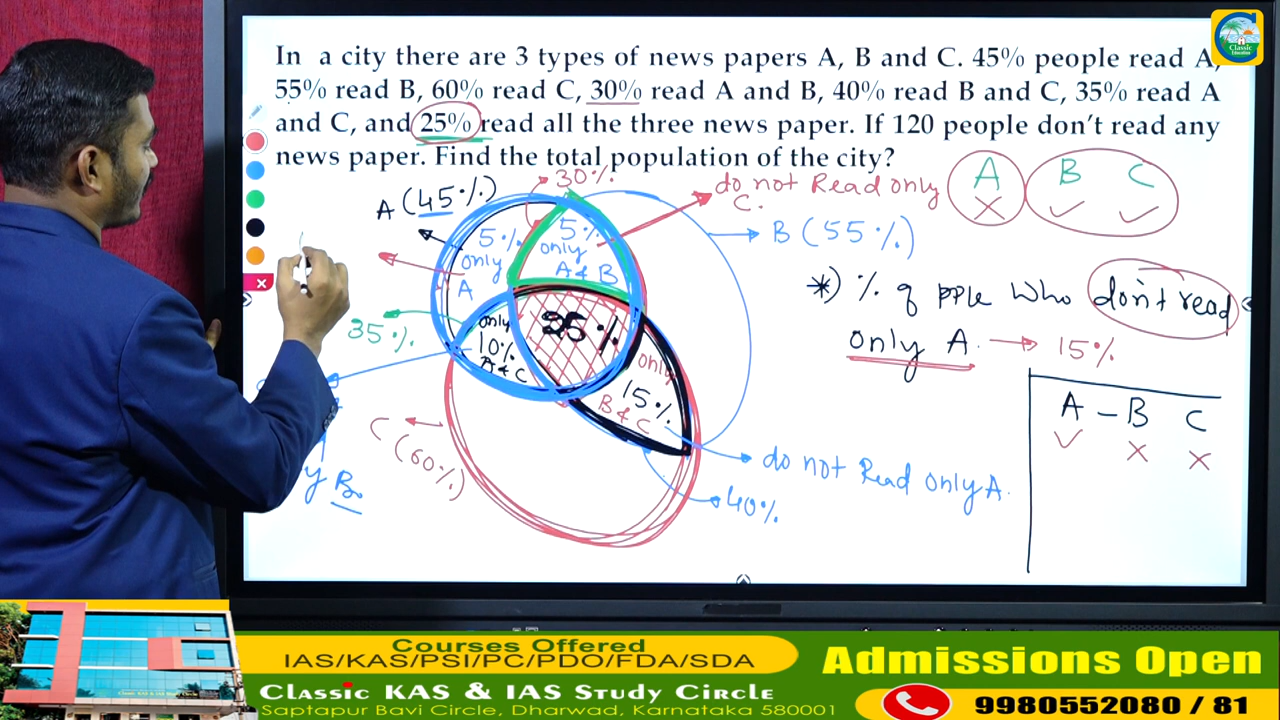 In a city there are 3 types of news papers A, B and C. 45% people read A,
55% read B, 60% read C, 30% read A and B, 40% read B and C, 35% read A
and C, and 25% read all the three news paper. If 120 people don't read any
news paper. Find the total population of the city?
Classic
Education
A (45%)
30%
do not Read only
C.
A B C
B (55%)
5%
only
A
5%
only
A & B
*) % of pple who don't read
only A. → 15%
35%
only
10%
A & C
25%
only
15%
B & C
A - B C
C
(60%)
y B.
do not Read only A.
40%
Courses Offered
IAS/KAS/PSI/PC/PDO/FDA/SDA
Classic KAS & IAS Study Circle
Saptapur Bavi Circle, Dharwad, Karnataka 580001
Admissions Open
9980552080 / 81